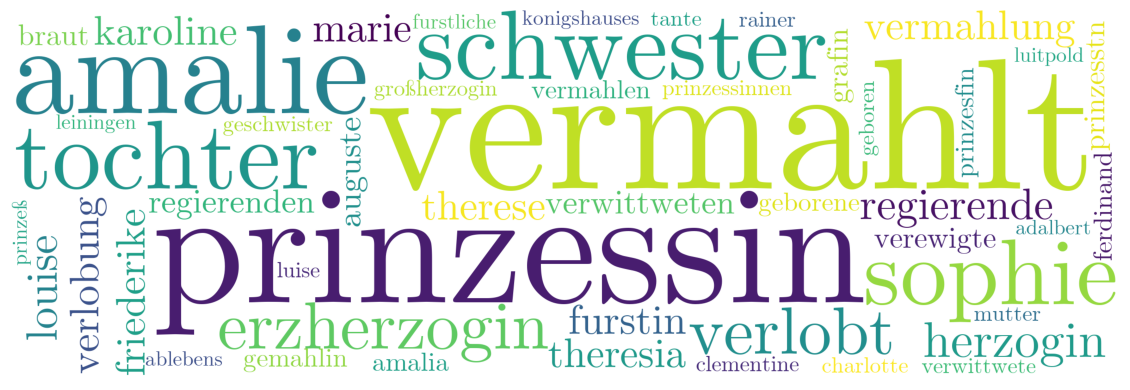 braut
karoline
marie
furstliche
konigshauses
tante
rainer
vermahlung
prinzesstn
amalie
schwester
grafin
luitpold
großherzogin
vermahlen
prinzessinnen
vermahlt
geboren
prinzesfin
leiningen
geschwister
auguste
tochter
regierenden
therese
verwittweten
geborene
regierende
ferdinand
prinzeß
louise
verlobung
friederike
prinzessin
luise
verewigte
adalbert
sophie
erzherzogin
furstin
verlobt
mutter
herzogin
theresia
ablebens
gemahlin
amalia
clementine
charlotte
verwittwete